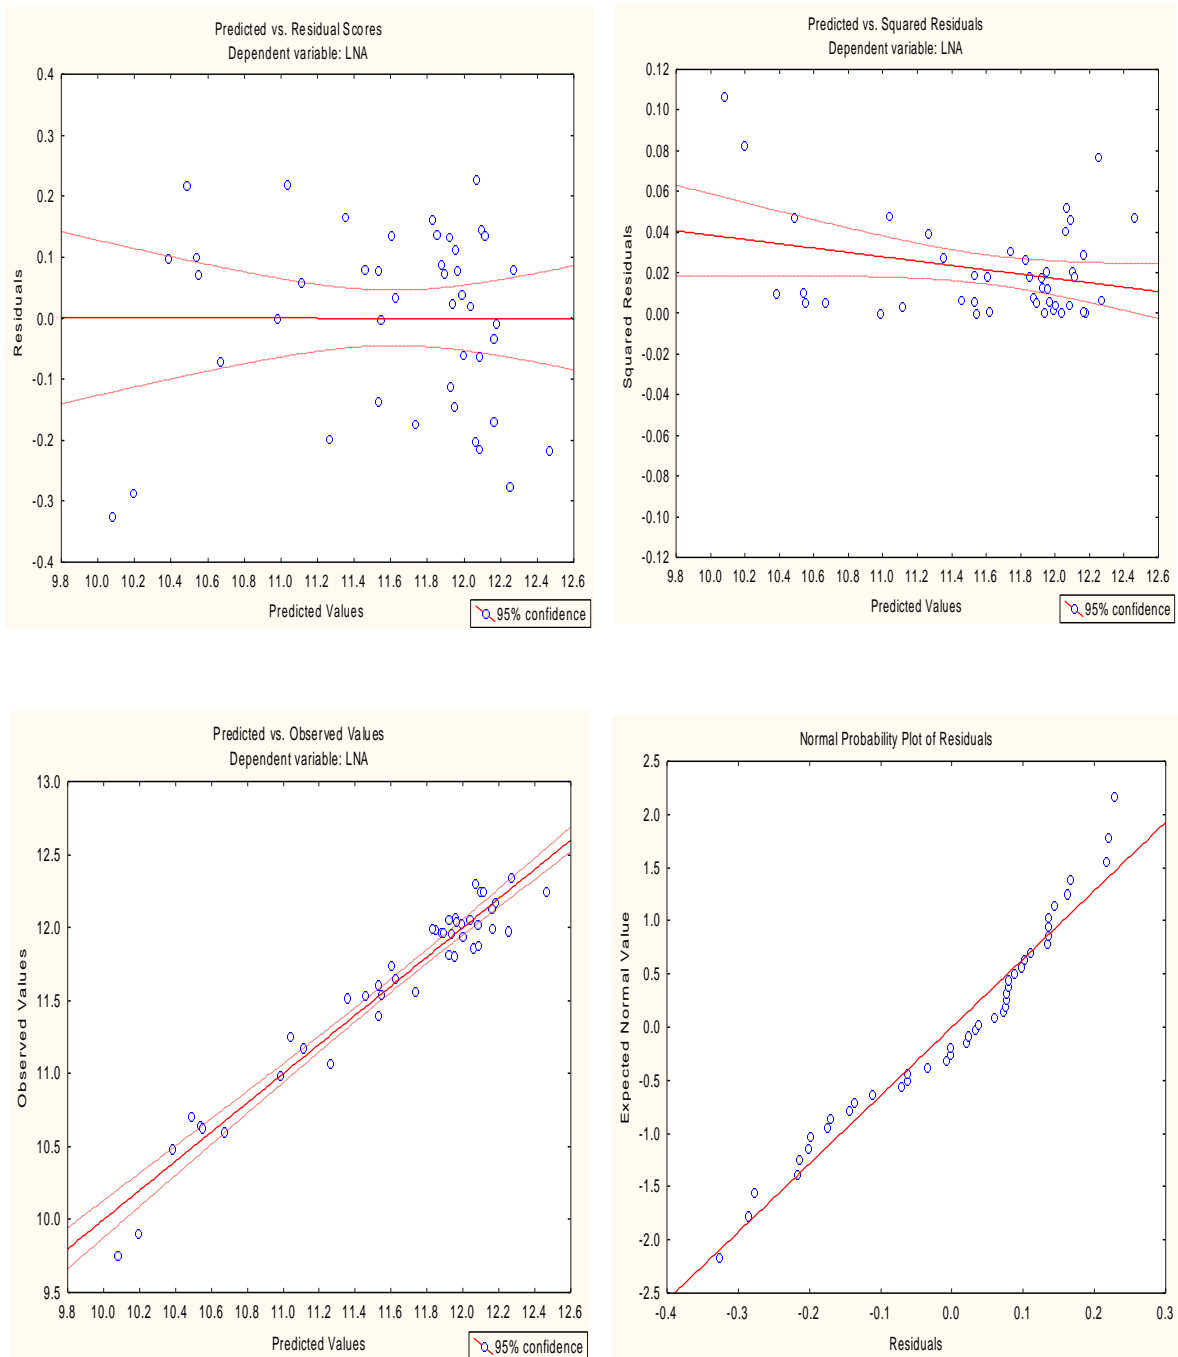 Predicted vs. Residual Scores
Dependent variable: LNA
0.4
0.3
0.2
0.1
0.0
-0.1
-0.2
-0.3
-0.4
Residuals
9.8 10.0 10.2 10.4 10.6 10.8 11.0 11.2 11.4 11.6 11.8 12.0 12.2 12.4 12.6
Predicted Values
95% confidence
Predicted vs. Squared Residuals
Dependent variable: LNA
0.12
0.10
0.08
0.06
0.04
0.02
0.00
-0.02
-0.04
-0.06
-0.08
-0.10
-0.12
Squared Residuals
9.8 10.0 10.2 10.4 10.6 10.8 11.0 11.2 11.4 11.6 11.8 12.0 12.2 12.4 12.6
Predicted Values
95% confidence
Predicted vs. Observed Values
Dependent variable: LNA
13.0
12.5
12.0
11.5
11.0
10.5
10.0
9.5
Observed Values
9.8 10.0 10.2 10.4 10.6 10.8 11.0 11.2 11.4 11.6 11.8 12.0 12.2 12.4 12.6
Predicted Values
95% confidence
Normal Probability Plot of Residuals
2.5
2.0
1.5
1.0
0.5
0.0
-0.5
-1.0
-1.5
-2.0
-2.5
Expected Normal Value
-0.4 -0.3 -0.2 -0.1 0.0 0.1 0.2 0.3
Residuals